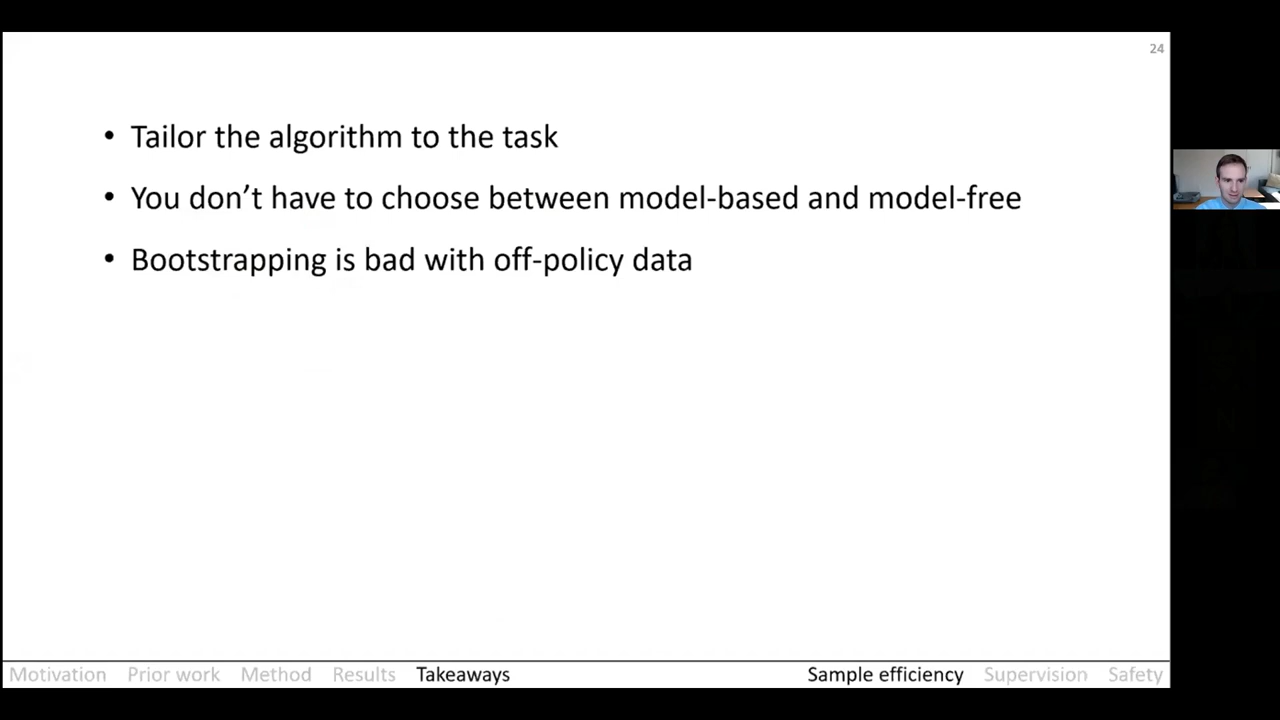 24
• Tailor the algorithm to the task
• You don’t have to choose between model-based and model-free
• Bootstrapping is bad with off-policy data
Motivation Prior work Method Results Takeaways Sample efficiency Supervision Safety